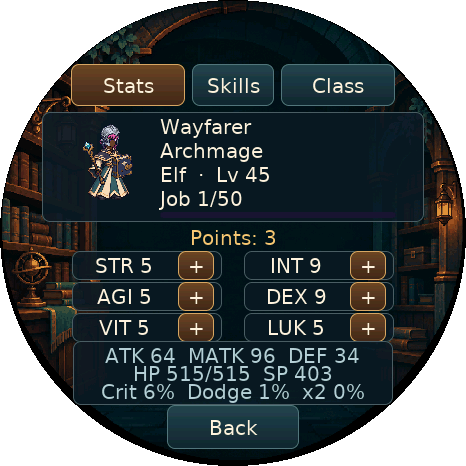 Stats Skills Class
Wayfarer
Archmage
Elf · Lv 45
Job 1/50
Points: 3
STR 5 + INT 9 +
AGI 5 + DEX 9 +
VIT 5 + LUK 5 +
ATK 64 MATK 96 DEF 34
HP 515/515 SP 403
Crit 6% Dodge 1% x2 0%
Back